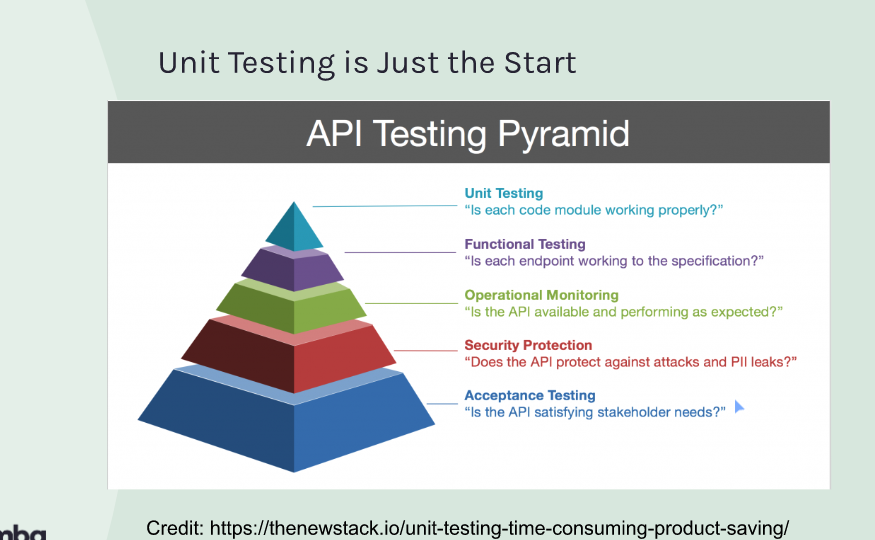 Unit Testing is Just the Start
API Testing Pyramid
Unit Testing
“Is each code module working properly?”
Functional Testing
“Is each endpoint working to the specification?”
Operational Monitoring
“Is the API available and performing as expected?”
Security Protection
“Does the API protect against attacks and PII leaks?”
Acceptance Testing
“Is the API satisfying stakeholder needs?”
Credit: https://thenewstack.io/unit-testing-time-consuming-product-saving/